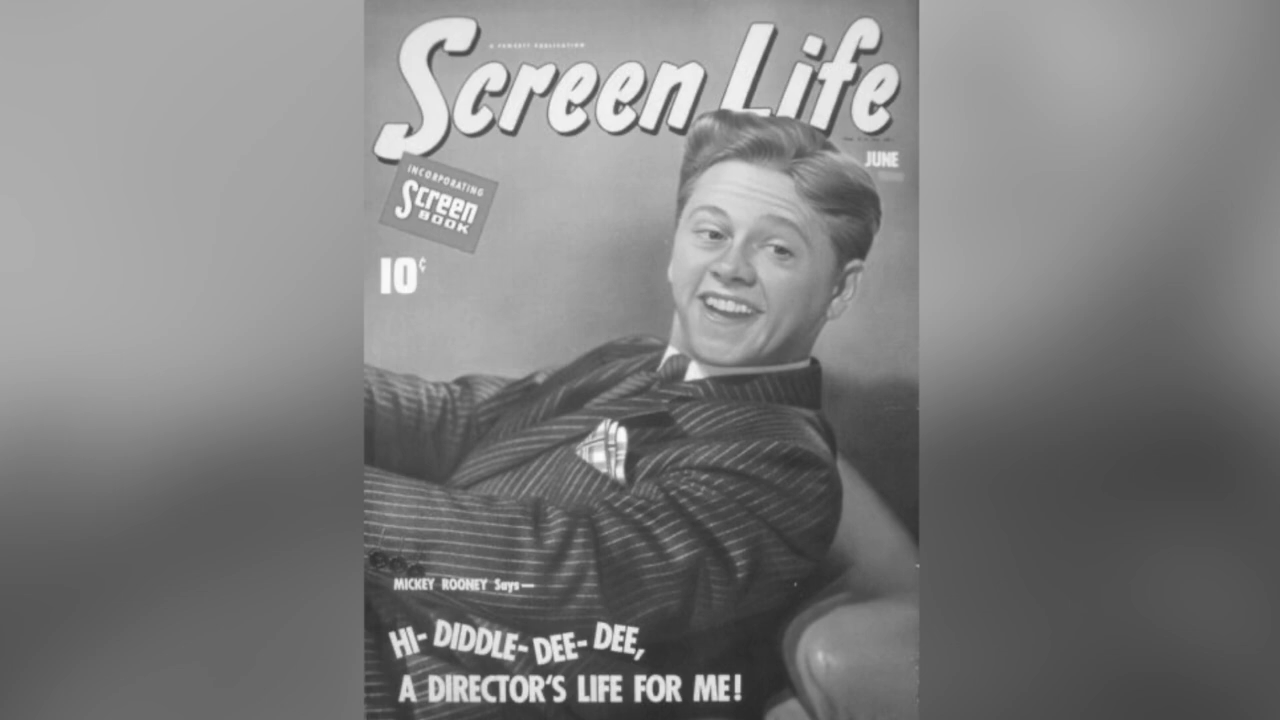 A FAWCETT PUBLICATION
Screen Life
JUNE
INCORPORATING
Screen
BOOK
10¢
MICKEY ROONEY Says—
HI-DIDDLE-DEE-DEE,
A DIRECTOR'S LIFE FOR ME!